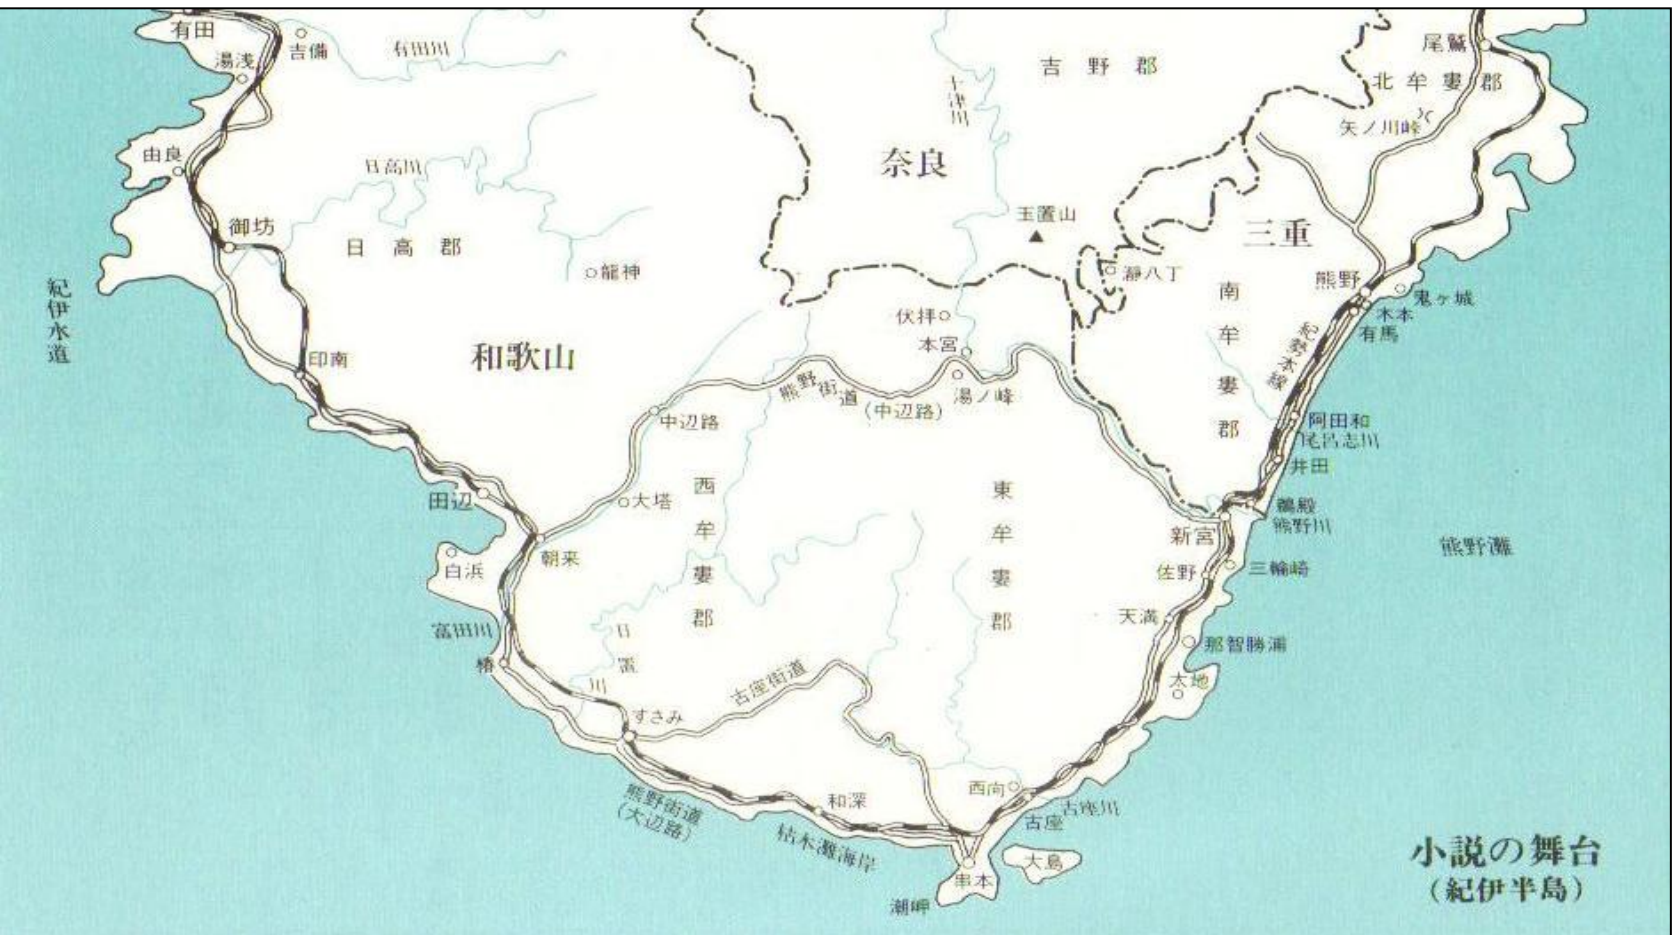 有田
吉備
有田川
湯浅
十津川
吉野郡
尾鷲
北牟婁郡
矢ノ川峠
由良
日高川
奈良
玉置山
御坊
日高郡
龍神
三重
瀞八丁
熊野
鬼ヶ城
木本
有馬
紀伊水道
南牟婁郡
紀勢本線
伏拝
本宮
湯ノ峰
印南
和歌山
熊野街道
(中辺路)
中辺路
阿田和
尾呂志川
井田
田辺
大塔
西牟婁郡
東牟婁郡
鵜殿
熊野川
新宮
熊野灘
朝来
白浜
佐野
三輪崎
天満
那智勝浦
太地
富田川
椿
日置川
古座街道
すさみ
熊野街道
(大辺路)
和深
枯木灘海岸
西向
古座
古座川
大島
串本
潮岬
小説の舞台
(紀伊半島)